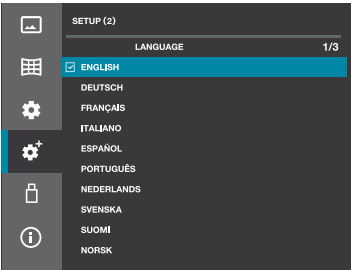 SETUP (2)
LANGUAGE 1/3
ENGLISH
DEUTSCH
FRANÇAIS
ITALIANO
ESPAÑOL
PORTUGUÊS
NEDERLANDS
SVENSKA
SUOMI
NORSK